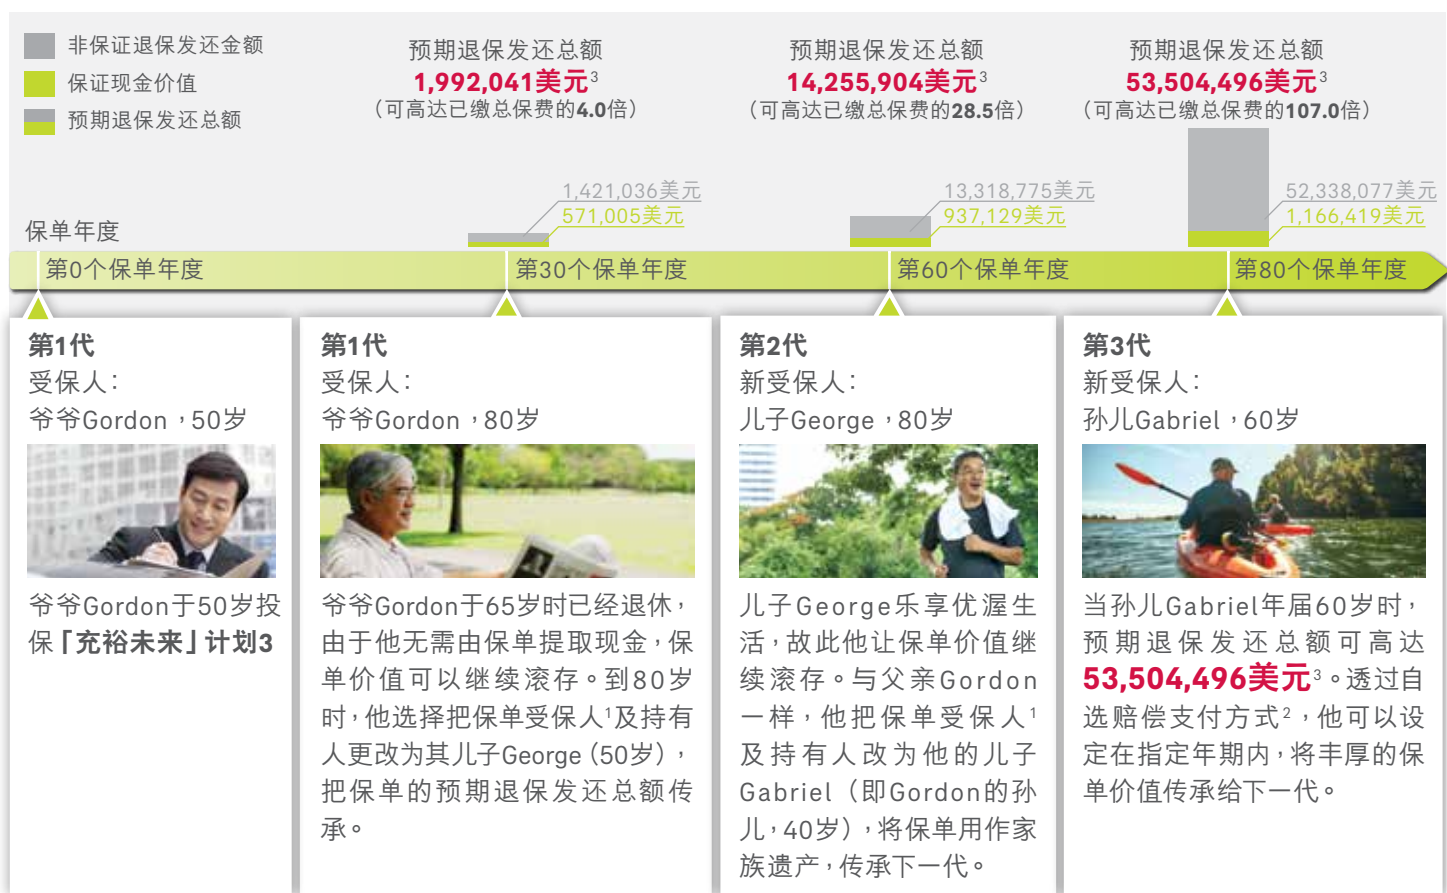 非保证退保发还金额
保证现金价值
预期退保发还总额
预期退保发还总额
1,992,041美元3
（可高达已缴总保费的4.0倍）
预期退保发还总额
14,255,904美元3
（可高达已缴总保费的28.5倍）
预期退保发还总额
53,504,496美元3
（可高达已缴总保费的107.0倍）
1,421,036美元
571,005美元
13,318,775美元
937,129美元
52,338,077美元
1,166,419美元
保单年度
第0个保单年度
第30个保单年度
第60个保单年度
第80个保单年度
第1代
受保人：
爷爷Gordon，50岁
爷爷Gordon于50岁投
保「充裕未来」计划3
第1代
受保人：
爷爷Gordon，80岁
爷爷Gordon于65岁时已经退休，
由于他无需由保单提取现金，保
单价值可以继续滚存。到80岁
时，他选择把保单受保人1及持有
人更改为其儿子George（50岁），
把保单的预期退保发还总额传
承。
第2代
新受保人：
儿子George，80岁
儿子George乐享优渥生
活，故此他让保单价值继
续滚存。与父亲Gordon
一样，他把保单受保人1
及持有人改为他的儿子
Gabriel（即Gordon的孙
儿，40岁），将保单用作家
族遗产，传承下一代。
第3代
新受保人：
孙儿Gabriel，60岁
当孙儿Gabriel年届60岁时，
预期退保发还总额可高达
53,504,496美元3。透过自
选赔偿支付方式2，他可以设
定在指定年期内，将丰厚的保
单价值传承给下一代。